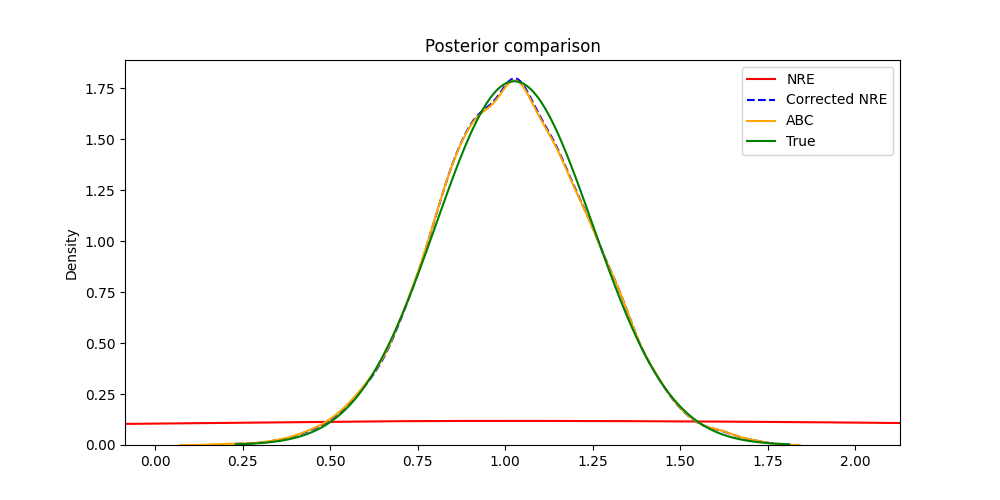 Posterior comparison
NRE
Corrected NRE
ABC
True
Density
1.75
1.50
1.25
1.00
0.75
0.50
0.25
0.00
0.00 0.25 0.50 0.75 1.00 1.25 1.50 1.75 2.00